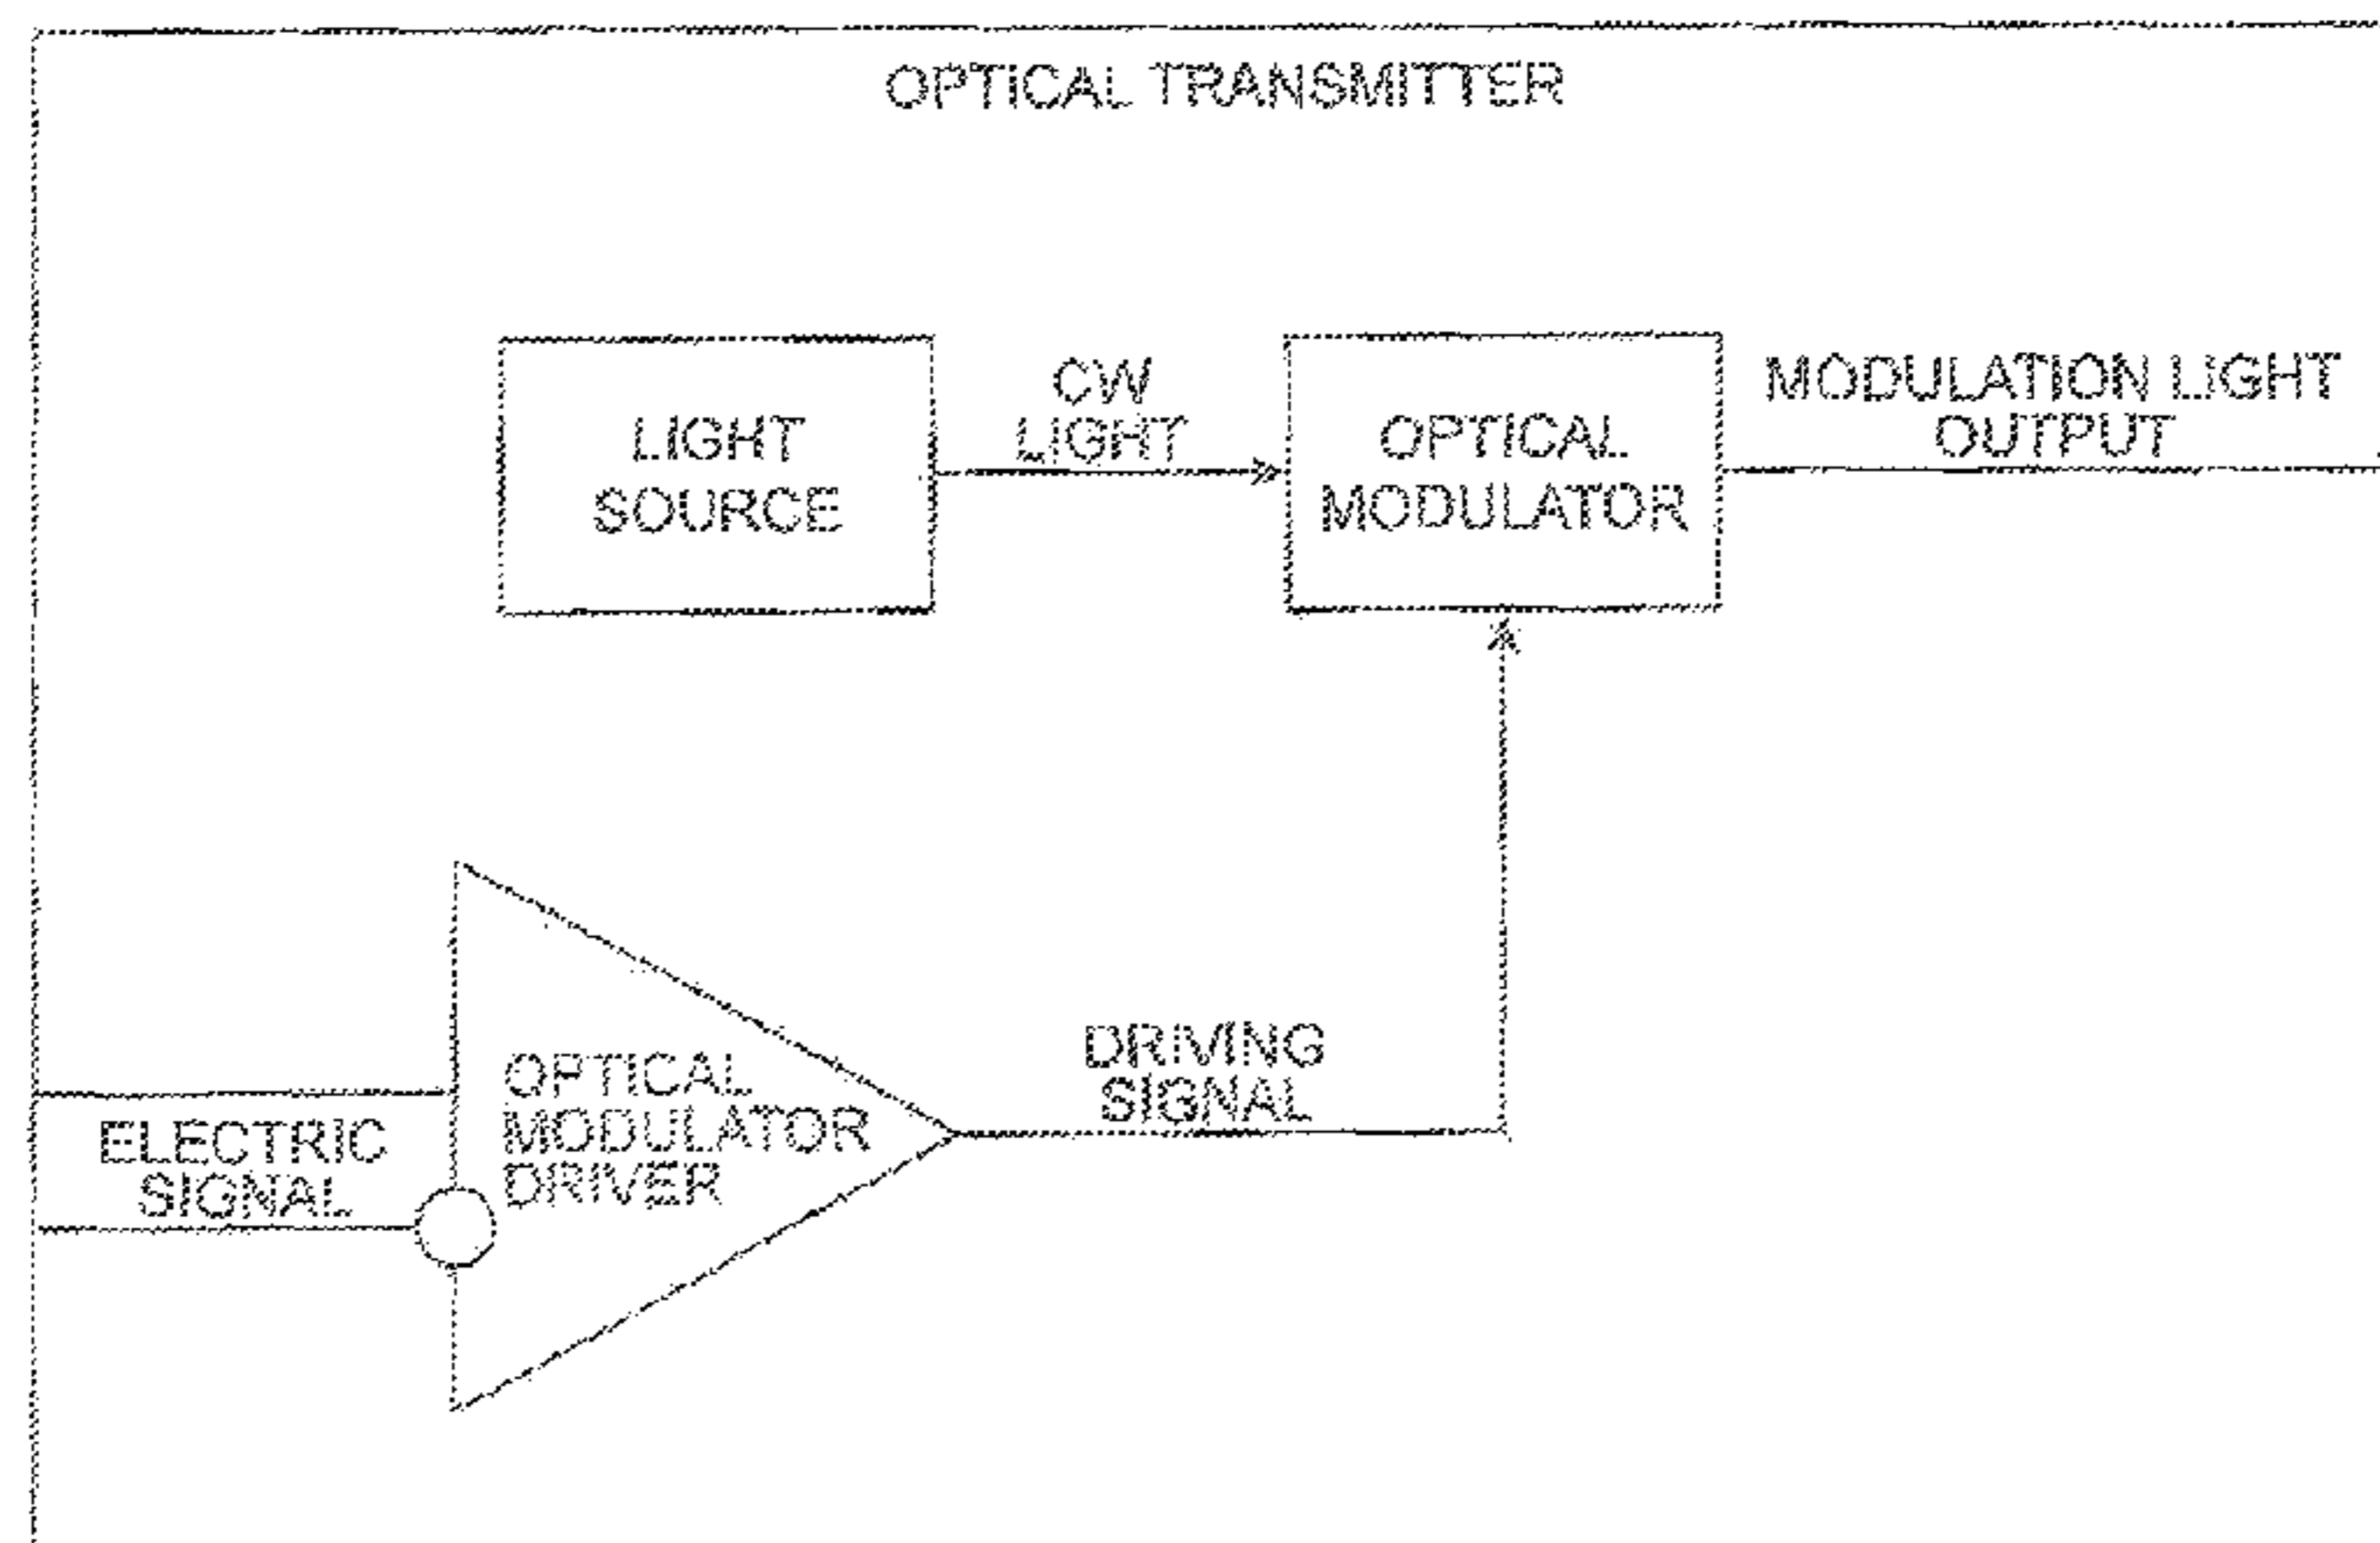 OPTICAL TRANSMITTER
LIGHT
SOURCE
CW
LIGHT
OPTICAL
MODULATOR
MODULATION LIGHT
OUTPUT
ELECTRIC
SIGNAL
OPTICAL
MODULATOR
DRIVER
DRIVING
SIGNAL